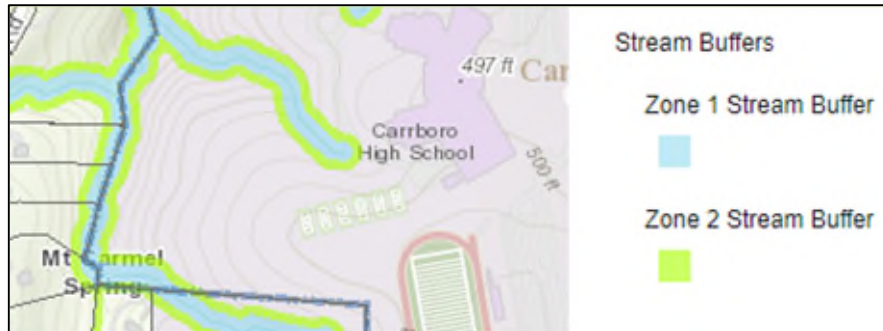 Rd
497 ft
Car
Carrboro
High School
500 ft
Mt Carmel
Spring
Stream Buffers
Zone 1 Stream Buffer
Zone 2 Stream Buffer